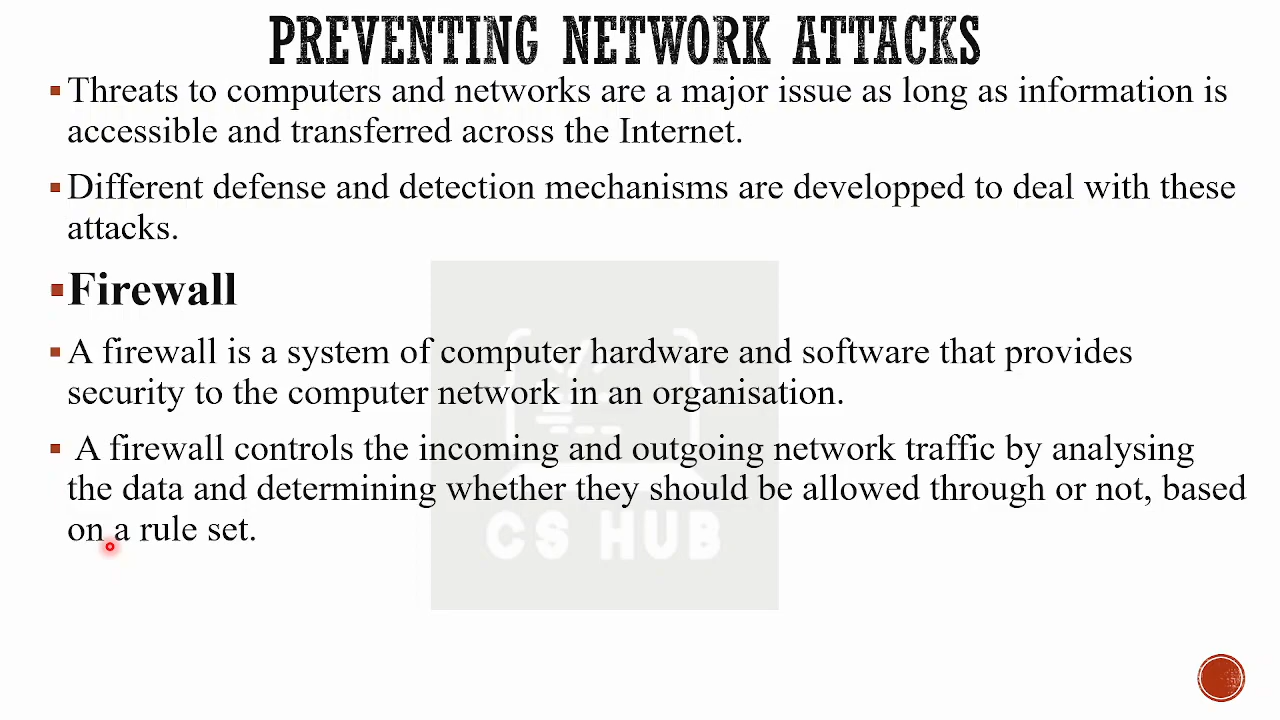 PREVENTING NETWORK ATTACKS
Threats to computers and networks are a major issue as long as information is
accessible and transferred across the Internet.
Different defense and detection mechanisms are developped to deal with these
attacks.
Firewall
A firewall is a system of computer hardware and software that provides
security to the computer network in an organisation.
A firewall controls the incoming and outgoing network traffic by analysing
the data and determining whether they should be allowed through or not, based
on a rule set.
CS HUB